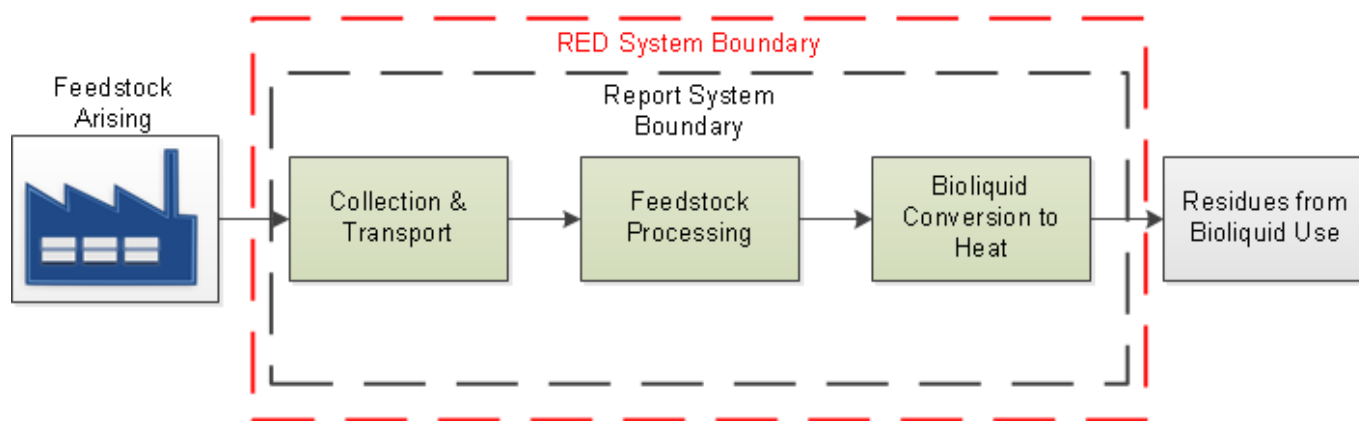 RED System Boundary
Report System
Boundary
Feedstock
Arising
Collection &
Transport
Feedstock
Processing
Bioliquid
Conversion to
Heat
Residues from
Bioliquid Use